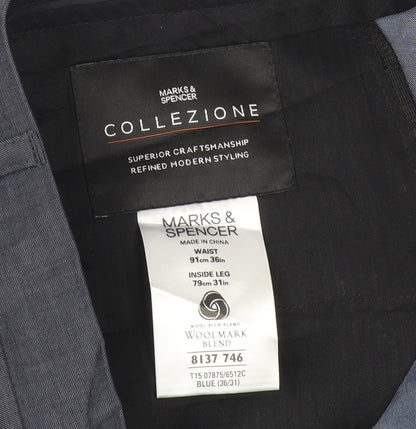 MARKS &
SPENCER
COLLEZIONE
SUPERIOR CRAFTSMANSHIP
REFINED MODERN STYLING
MARKS &
SPENCER
MADE IN CHINA
WAIST
91cm 36in
INSIDE LEG
79cm 31in
WOOL RICH BLEND
WOOLMARK
BLEND
8137 746
T15 07875/6512C
BLUE (36/31)